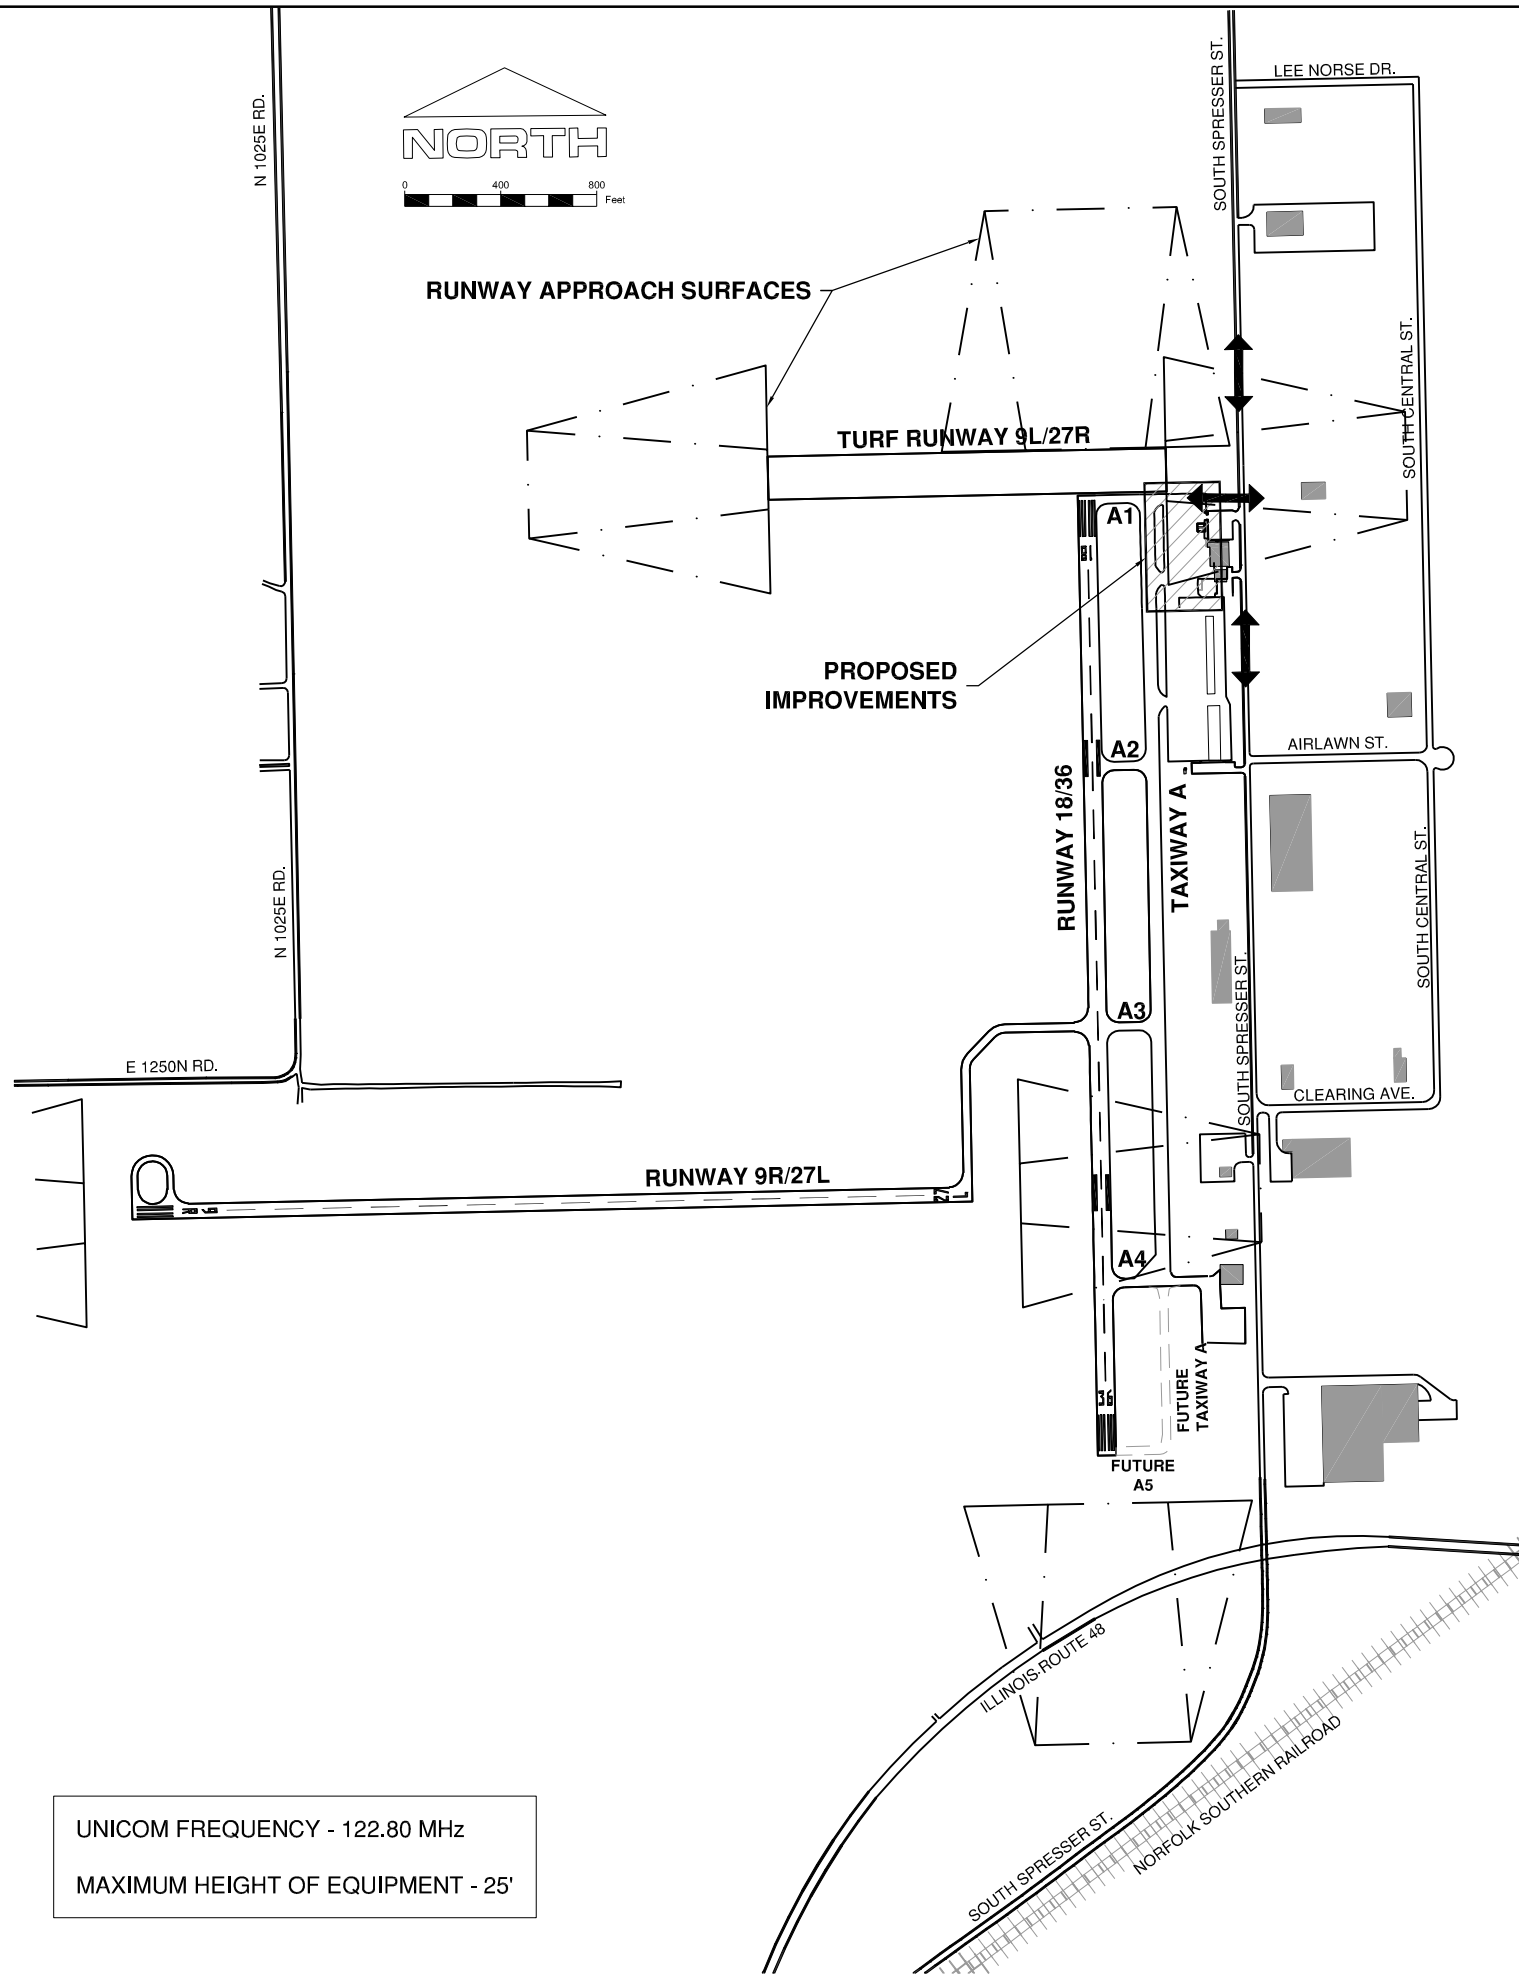 LEE NORSE DR.
SOUTH SPRESSER ST.
N 1025E RD.
NORTH
0 400 800
Feet
RUNWAY APPROACH SURFACES
SOUTH CENTRAL ST.
TURF RUNWAY 9L/27R
A1
18
PROPOSED
IMPROVEMENTS
A2
AIRLAWN ST.
RUNWAY 18/36
TAXIWAY A
N 1025E RD.
SOUTH CENTRAL ST.
SOUTH SPRESSER ST.
A3
E 1250N RD.
CLEARING AVE.
RUNWAY 9R/27L
27
L
9
R
A4
36
FUTURE
TAXIWAY A
FUTURE
A5
ILLINOIS ROUTE 48
SOUTH SPRESSER ST.
NORFOLK SOUTHERN RAILROAD
UNICOM FREQUENCY - 122.80 MHz
MAXIMUM HEIGHT OF EQUIPMENT - 25'